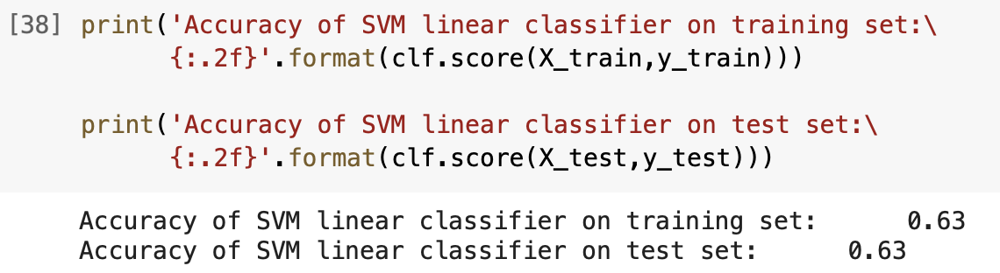 [38] print('Accuracy of SVM linear classifier on training set:\
      {:.2f}'.format(clf.score(X_train,y_train)))
print('Accuracy of SVM linear classifier on test set:\
      {:.2f}'.format(clf.score(X_test,y_test)))
Accuracy of SVM linear classifier on training set:      0.63
Accuracy of SVM linear classifier on test set:      0.63